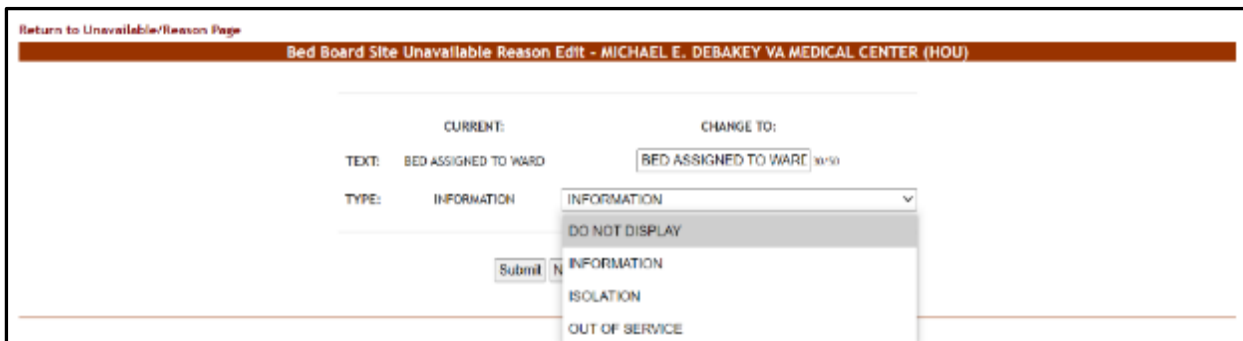 Return to Unavailable/Reason Page
Bed Board Site Unavailable Reason Edit - MICHAEL E. DEBAKEY VA MEDICAL CENTER (HOU)
CURRENT: CHANGE TO:
TEXT: BED ASSIGNED TO WARD BED ASSIGNED TO WARD
TYPE: INFORMATION INFORMATION
DO NOT DISPLAY
Submit N INFORMATION
ISOLATION
OUT OF SERVICE